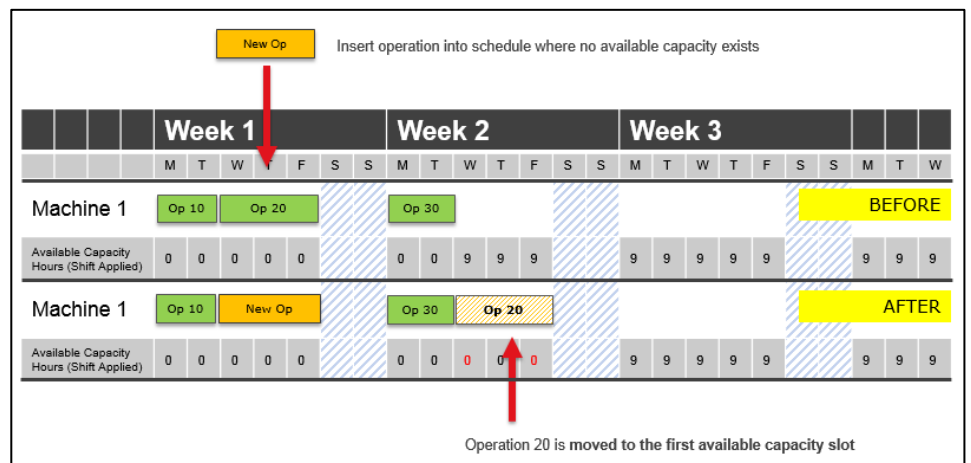 New Op
Insert operation into schedule where no available capacity exists
Week 1 Week 2 Week 3
M T W T F S S M T W T F S S M T W T F S S M T W
Machine 1 Op 10 Op 20 Op 30 BEFORE
Available Capacity
Hours (Shift Applied) 0 0 0 0 0 0 0 9 9 9 9 9 9 9 9 9 9 9
Machine 1 Op 10 New Op Op 30 Op 20 AFTER
Available Capacity
Hours (Shift Applied) 0 0 0 0 0 0 0 0 0 0 9 9 9 9 9 9 9 9
Operation 20 is moved to the first available capacity slot